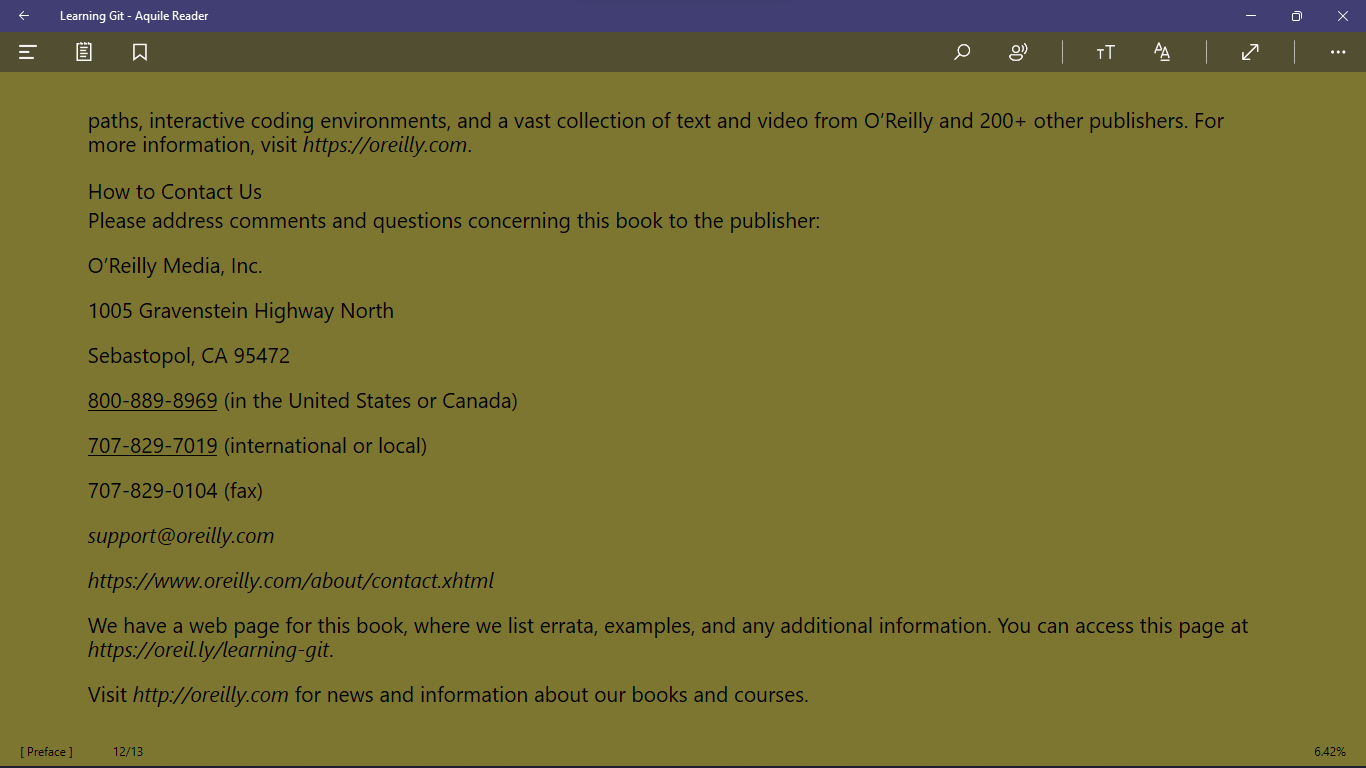 Learning Git - Aquile Reader
paths, interactive coding environments, and a vast collection of text and video from O’Reilly and 200+ other publishers. For
more information, visit https://oreilly.com.
How to Contact Us
Please address comments and questions concerning this book to the publisher:
O’Reilly Media, Inc.
1005 Gravenstein Highway North
Sebastopol, CA 95472
800-889-8969 (in the United States or Canada)
707-829-7019 (international or local)
707-829-0104 (fax)
support@oreilly.com
https://www.oreilly.com/about/contact.xhtml
We have a web page for this book, where we list errata, examples, and any additional information. You can access this page at
https://oreil.ly/learning-git.
Visit http://oreilly.com for news and information about our books and courses.
[ Preface ] 12/13 6.42%